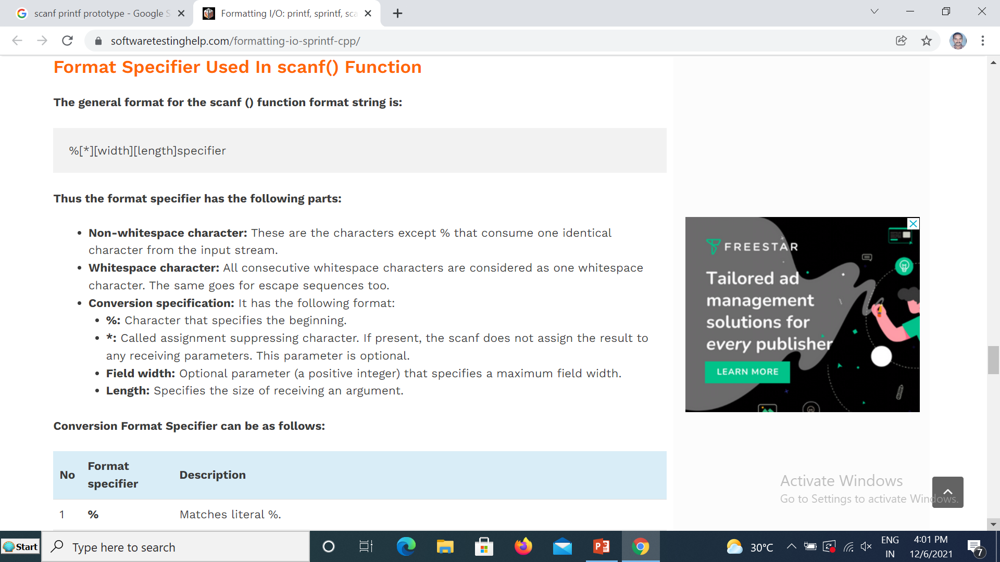 scanf printf prototype - Google S
Formatting I/O: printf, sprintf, sca
softwaretestinghelp.com/formatting-io-sprintf-cpp/
Format Specifier Used In scanf() Function
The general format for the scanf () function format string is:
%[*][width][length]specifier
Thus the format specifier has the following parts:
• Non-whitespace character: These are the characters except % that consume one identical
character from the input stream.
• Whitespace character: All consecutive whitespace characters are considered as one whitespace
character. The same goes for escape sequences too.
• Conversion specification: It has the following format:
• %: Character that specifies the beginning.
• *: Called assignment suppressing character. If present, the scanf does not assign the result to
any receiving parameters. This parameter is optional.
• Field width: Optional parameter (a positive integer) that specifies a maximum field width.
• Length: Specifies the size of receiving an argument.
Conversion Format Specifier can be as follows:
No Format specifier Description
1 % Matches literal %.
FREESTAR
Tailored ad
management
solutions for
every publisher
LEARN MORE
Activate Windows
Go to Settings to activate Windows.
Start
Type here to search
30°C
ENG
IN
4:01 PM
12/6/2021
7